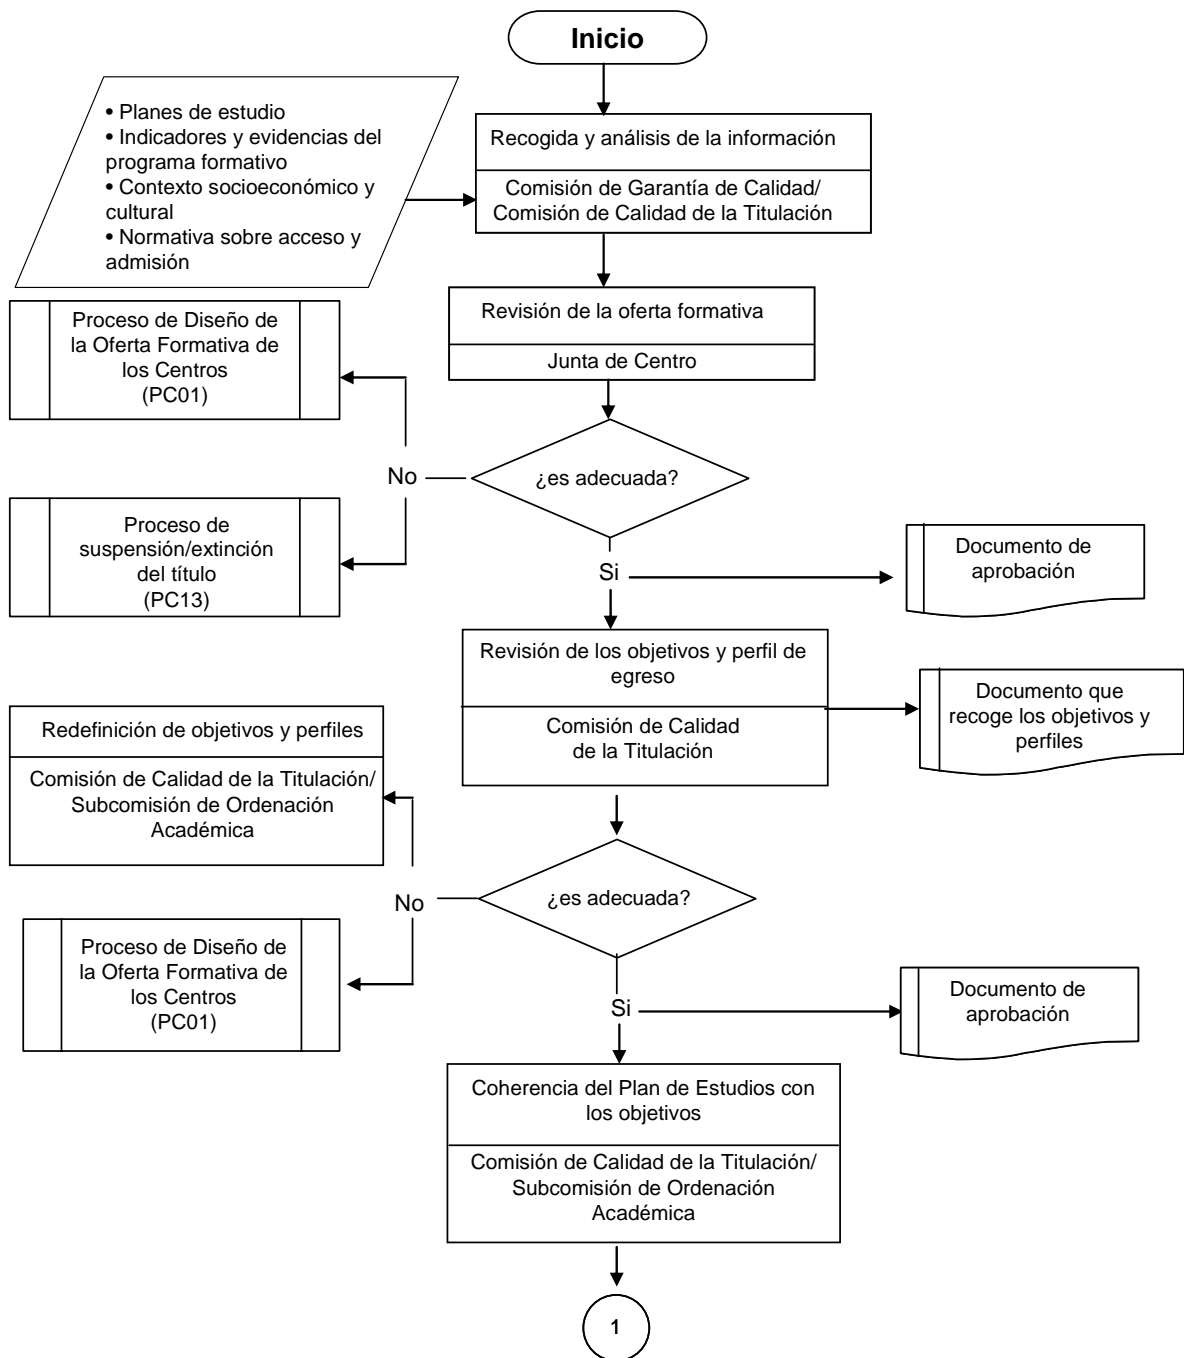 Inicio
• Planes de estudio
• Indicadores y evidencias del
programa formativo
• Contexto socioeconómico y
cultural
• Normativa sobre acceso y
admisión
Recogida y análisis de la información
Comisión de Garantía de Calidad/
Comisión de Calidad de la Titulación
Revisión de la oferta formativa
Junta de Centro
Proceso de Diseño de
la Oferta Formativa de
los Centros
(PC01)
No
¿es adecuada?
Proceso de
suspensión/extinción
del título
(PC13)
Si
Documento de
aprobación
Revisión de los objetivos y perfil de
egreso
Comisión de Calidad
de la Titulación
Documento que
recoge los objetivos y
perfiles
Redefinición de objetivos y perfiles
Comisión de Calidad de la Titulación/
Subcomisión de Ordenación
Académica
No
¿es adecuada?
Proceso de Diseño de
la Oferta Formativa de
los Centros
(PC01)
Si
Documento de
aprobación
Coherencia del Plan de Estudios con
los objetivos
Comisión de Calidad de la Titulación/
Subcomisión de Ordenación
Académica
1